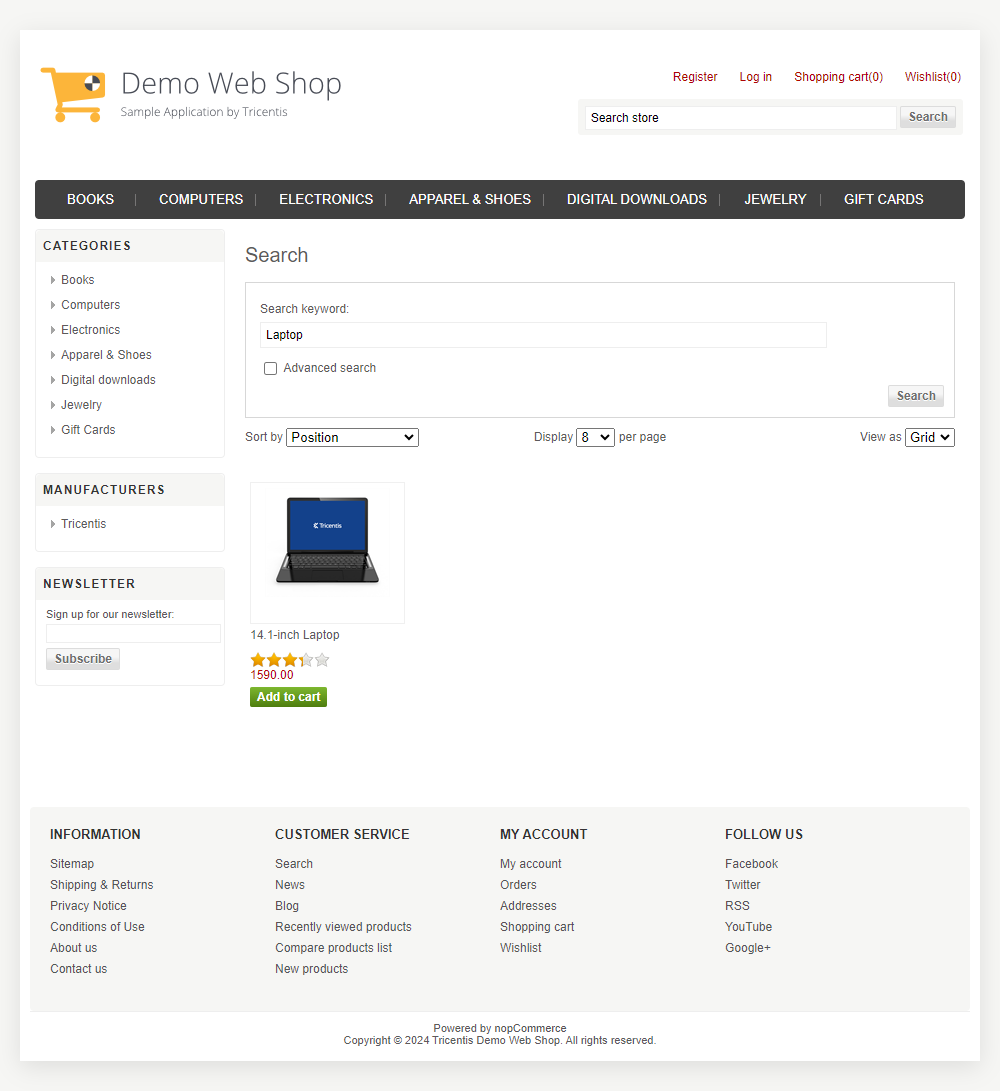 Demo Web Shop
Sample Application by Tricentis
Register Log in Shopping cart(0) Wishlist(0)
Search store Search
BOOKS COMPUTERS ELECTRONICS APPAREL & SHOES DIGITAL DOWNLOADS JEWELRY GIFT CARDS
CATEGORIES
Books
Computers
Electronics
Apparel & Shoes
Digital downloads
Jewelry
Gift Cards
MANUFACTURERS
Tricentis
NEWSLETTER
Sign up for our newsletter:
Subscribe
Search
Search keyword:
Laptop
Advanced search
Search
Sort by Position Display 8 per page View as Grid
Tricentis
14.1-inch Laptop
1590.00
Add to cart
INFORMATION
Sitemap
Shipping & Returns
Privacy Notice
Conditions of Use
About us
Contact us
CUSTOMER SERVICE
Search
News
Blog
Recently viewed products
Compare products list
New products
MY ACCOUNT
My account
Orders
Addresses
Shopping cart
Wishlist
FOLLOW US
Facebook
Twitter
RSS
YouTube
Google+
Powered by nopCommerce
Copyright © 2024 Tricentis Demo Web Shop. All rights reserved.